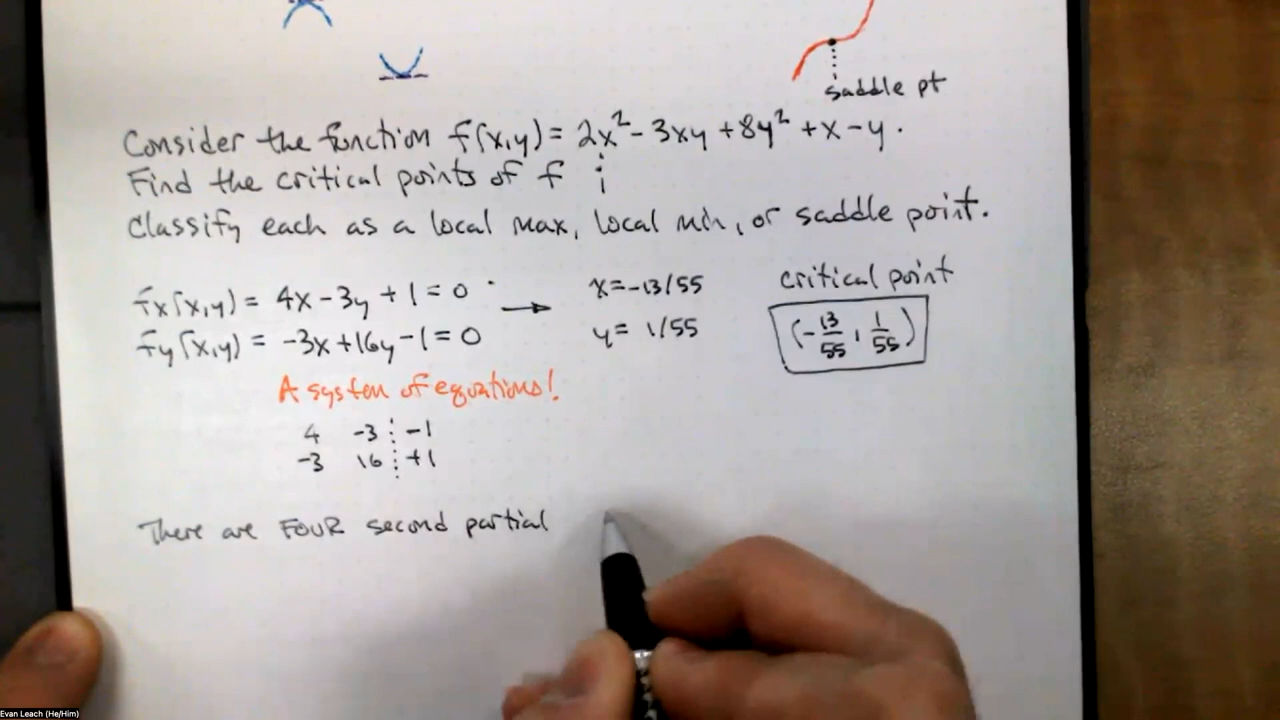 saddle pt
Consider the function f(x,y) = 2x² - 3xy + 8y² + x - y.
Find the critical points of f ;
Classify each as a local max, local min, or saddle point.
fx(x,y) = 4x - 3y + 1 = 0 → x = -13/55
critical point
fy(x,y) = -3x + 16y - 1 = 0
y = 1/55
(-13/55, 1/55)
A system of equations!
4 -3 -1
-3 16 +1
There are FOUR second partial
Evan Leach (He/Him)